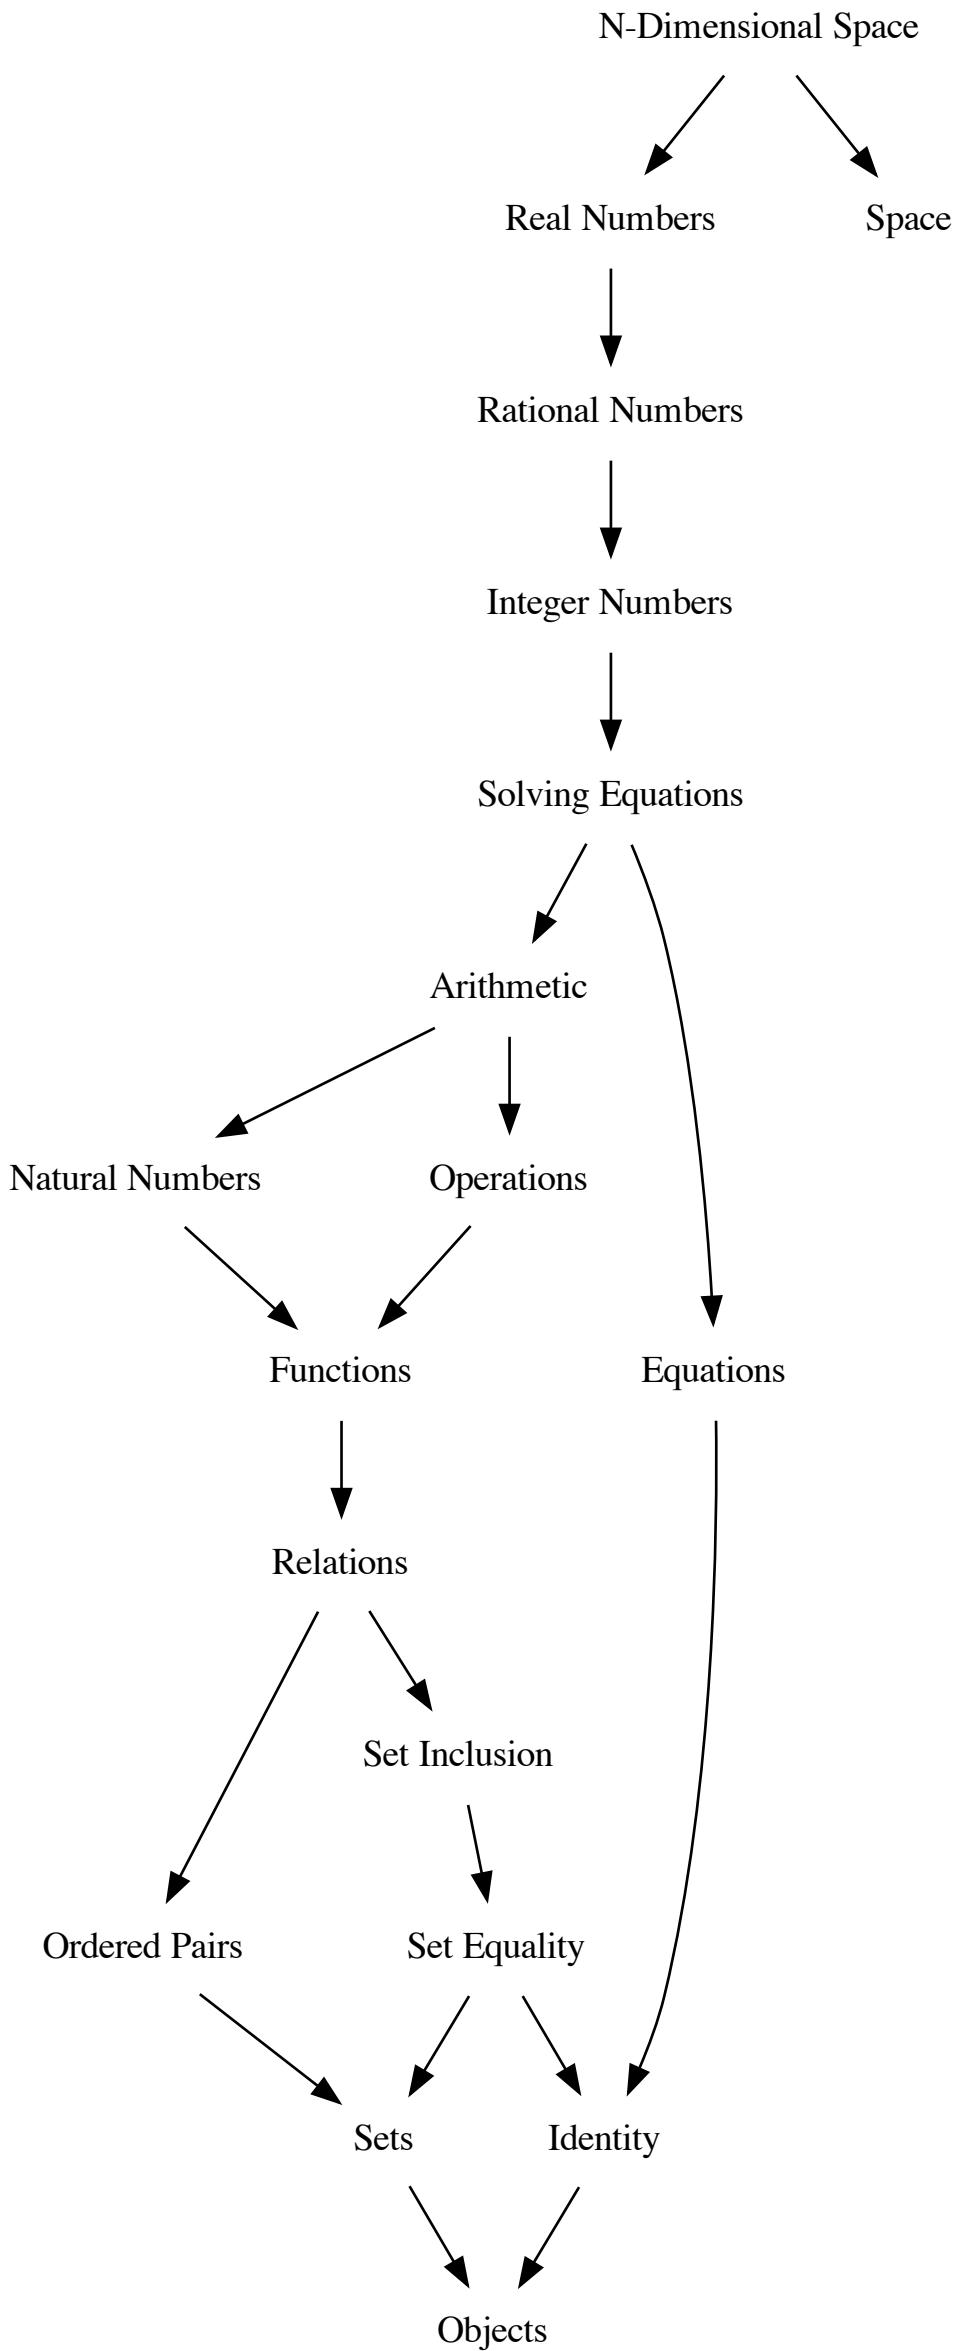 N-Dimensional Space
Real Numbers
Space
Rational Numbers
Integer Numbers
Solving Equations
Arithmetic
Natural Numbers
Operations
Functions
Equations
Relations
Set Inclusion
Ordered Pairs
Set Equality
Sets
Identity
Objects